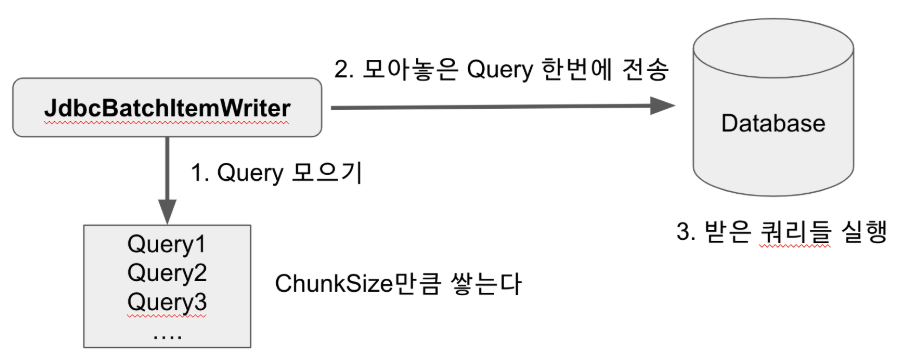 JdbcBatchItemWriter
2. 모아놓은 Query 한번에 전송
Database
1. Query 모으기
Query1
Query2
Query3
....
ChunkSize만큼 쌓는다
3. 받은 쿼리들 실행